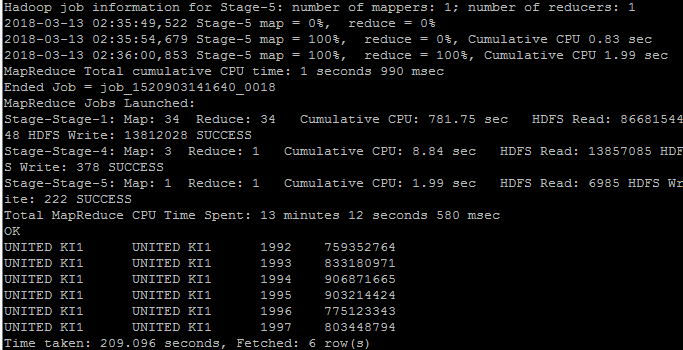 Hadoop job information for Stage-5: number of mappers: 1; number of reducers: 1
2018-03-13 02:35:49,522 Stage-5 map = 0%,  reduce = 0%
2018-03-13 02:35:54,679 Stage-5 map = 100%,  reduce = 0%, Cumulative CPU 0.83 sec
2018-03-13 02:36:00,853 Stage-5 map = 100%,  reduce = 100%, Cumulative CPU 1.99 sec
MapReduce Total cumulative CPU time: 1 seconds 990 msec
Ended Job = job_1520903141640_0018
MapReduce Jobs Launched:
Stage-Stage-1: Map: 34  Reduce: 34   Cumulative CPU: 781.75 sec   HDFS Read: 86681544
48 HDFS Write: 13812028 SUCCESS
Stage-Stage-4: Map: 3  Reduce: 1   Cumulative CPU: 8.84 sec   HDFS Read: 13857085 HDF
S Write: 378 SUCCESS
Stage-Stage-5: Map: 1  Reduce: 1   Cumulative CPU: 1.99 sec   HDFS Read: 6985 HDFS Wr
ite: 222 SUCCESS
Total MapReduce CPU Time Spent: 13 minutes 12 seconds 580 msec
OK
UNITED KI1      UNITED KI1      1992    759352764
UNITED KI1      UNITED KI1      1993    833180971
UNITED KI1      UNITED KI1      1994    906871665
UNITED KI1      UNITED KI1      1995    903214424
UNITED KI1      UNITED KI1      1996    775123343
UNITED KI1      UNITED KI1      1997    803448794
Time taken: 209.096 seconds, Fetched: 6 row(s)